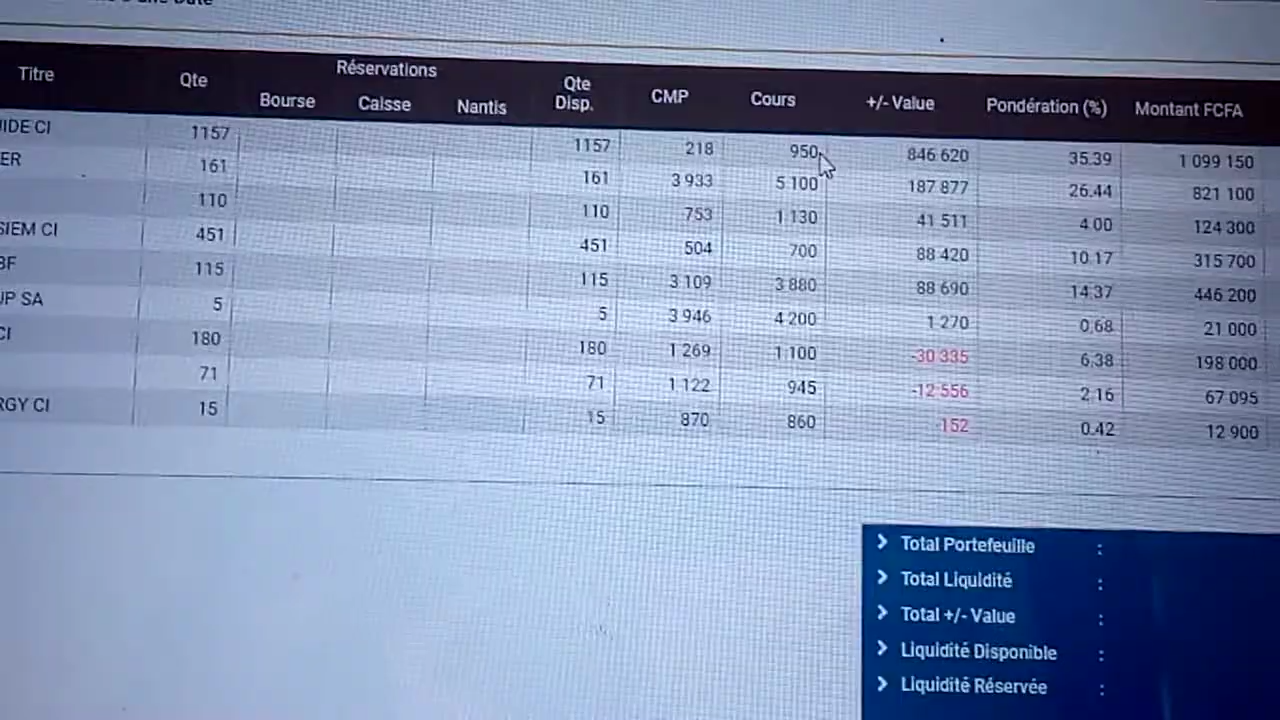 Titre Qte Réservations Qte Disp. CMP Cours +/- Value Pondération (%) Montant FCFA
Bourse Caisse Nantis
IDE CI 1157 1157 218 950 846 620 35.39 1 099 150
ER 161 161 3 933 5 100 187 877 26.44 821 100
110 110 753 1 130 41 511 4.00 124 300
SIEM CI 451 451 504 700 88 420 10.17 315 700
BF 115 115 3 109 3 880 88 690 14.37 446 200
UP SA 5 5 3 946 4 200 1 270 0,68 21 000
CI 180 180 1 269 1 100 -30 335 6,38 198 000
71 71 1 122 945 -12 556 2.16 67 095
RGY CI 15 15 870 860 -152 0.42 12 900
> Total Portefeuille :
> Total Liquidité :
> Total +/- Value :
> Liquidité Disponible :
> Liquidité Réservée :